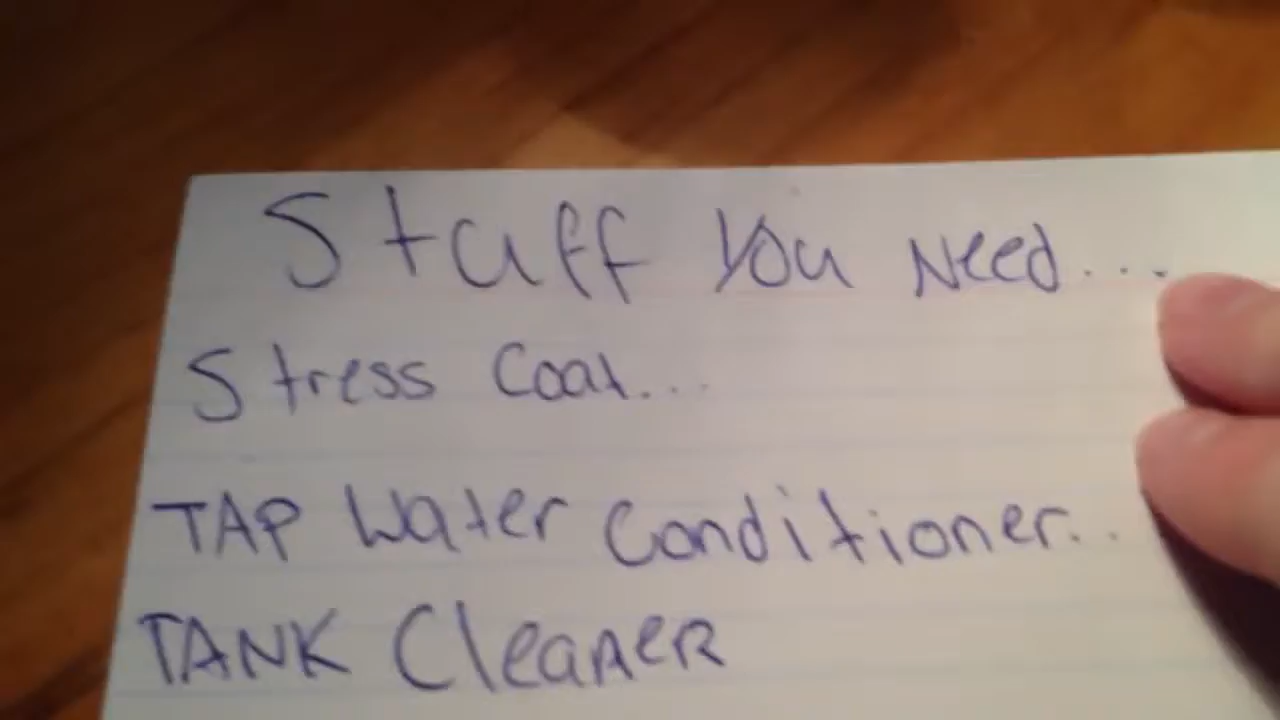 Stuff You Need...
Stress Coat...
TAP Water Conditioner..
TANK CleaneR